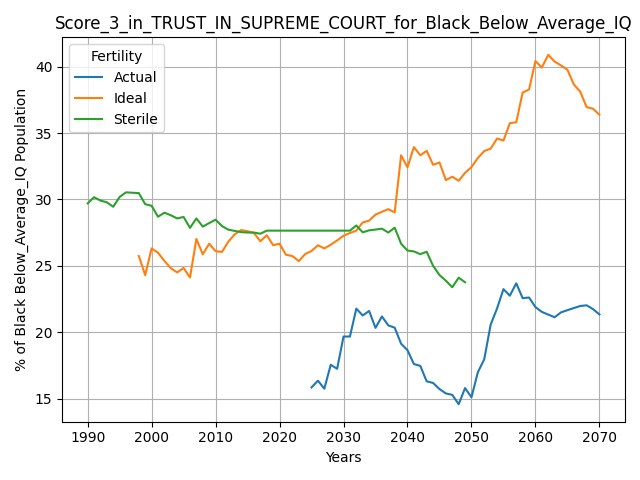 Score_3_in_TRUST_IN_SUPREME_COURT_for_Black_Below_Average_IQ
Fertility
Actual
Ideal
Sterile
% of Black Below_Average_IQ Population
40
35
30
25
20
15
1990 2000 2010 2020 2030 2040 2050 2060 2070
Years